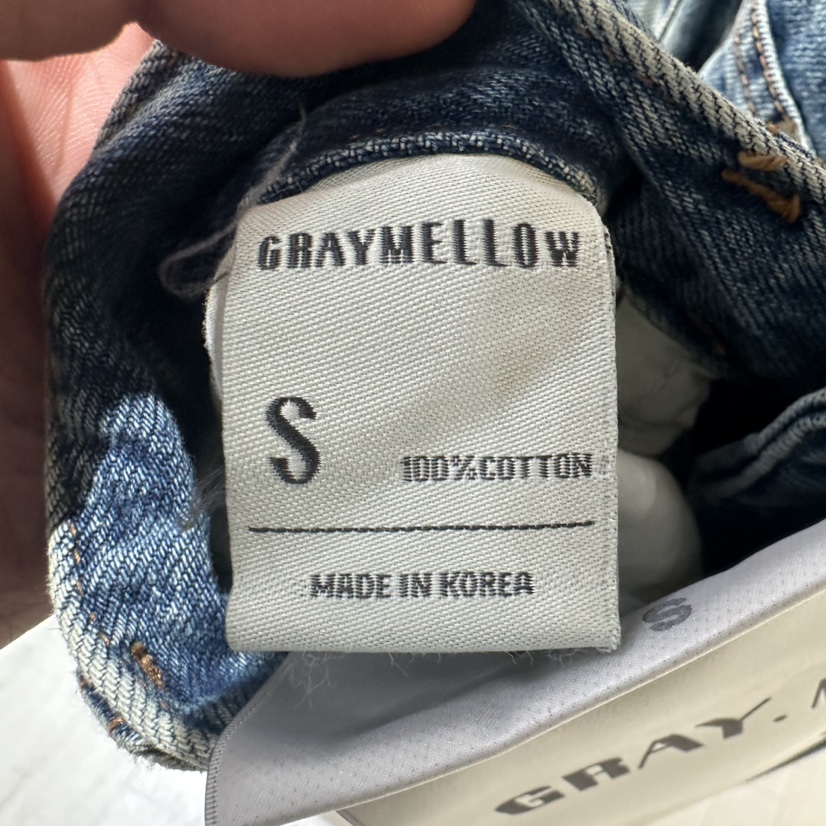 GRAYMELLOW
S
100%COTTON
MADE IN KOREA
S
GRAY.